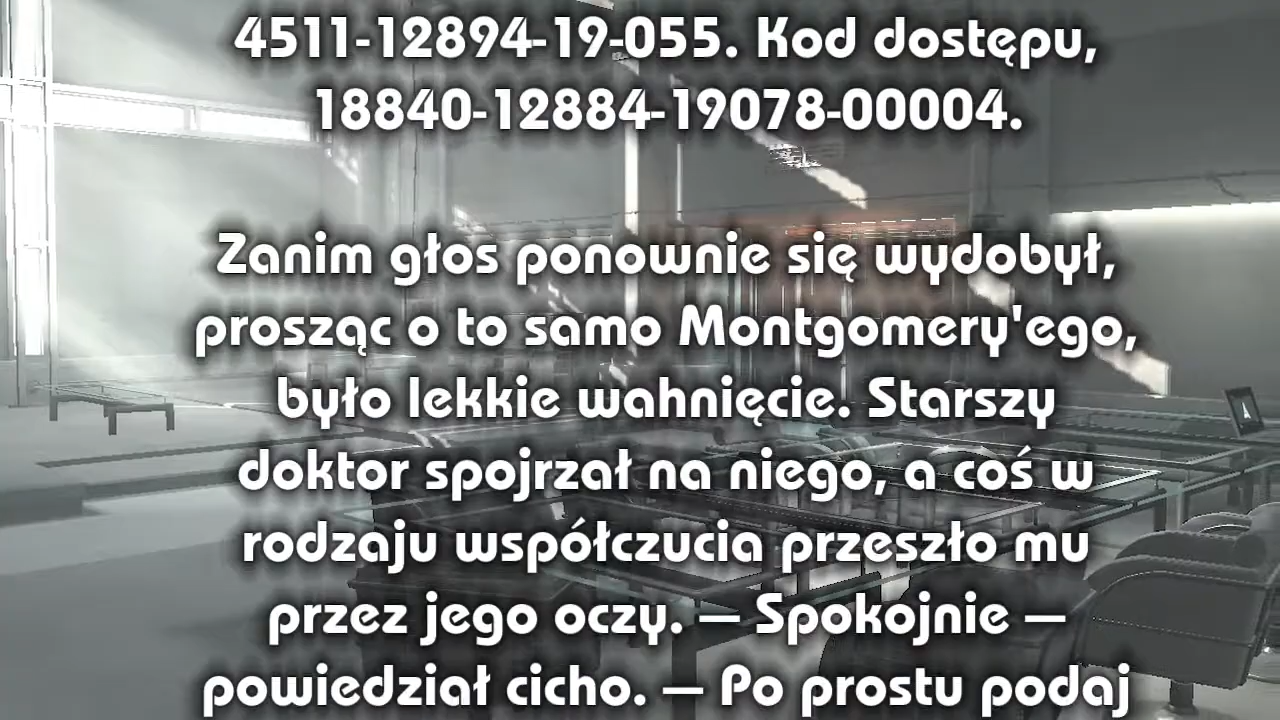 4511-12894-19-055. Kod dostępu,
18840-12884-19078-00004.
Zanim głos ponownie się wydobył,
prosząc o to samo Montgomery'ego,
było lekkie wahnięcie. Starszy
doktor spojrzał na niego, a coś w
rodzaju współczucia przeszło mu
przez jego oczy. — Spokojnie —
powiedział cicho. — Po prostu podaj